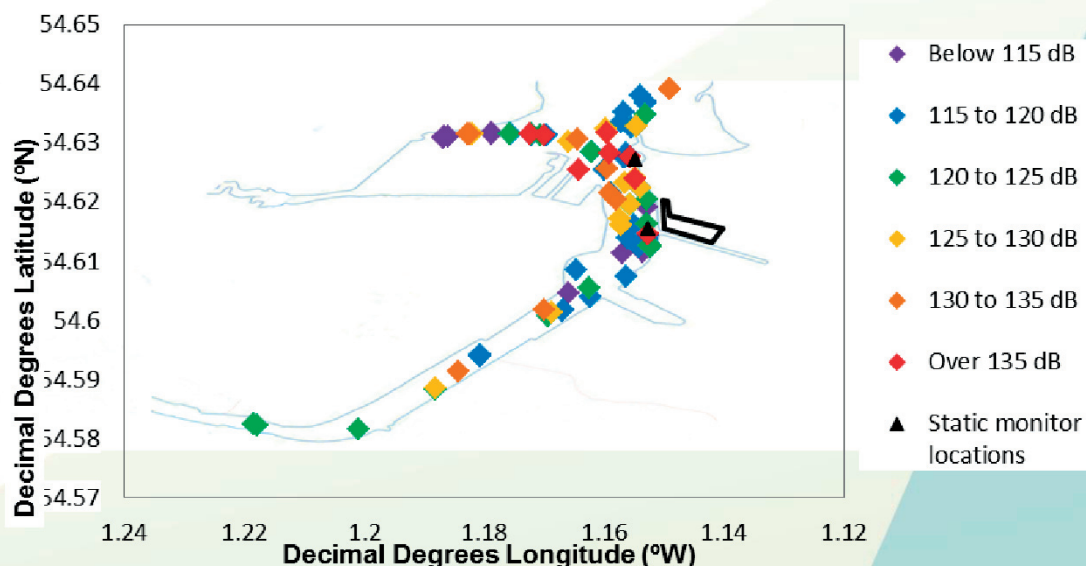 54.65
54.64
54.63
54.62
54.61
54.6
54.59
54.58
54.57
Decimal Degrees Latitude (ºN)
1.24
1.22
1.2
1.18
1.16
1.14
1.12
Decimal Degrees Longitude (ºW)
Below 115 dB
115 to 120 dB
120 to 125 dB
125 to 130 dB
130 to 135 dB
Over 135 dB
Static monitor
locations